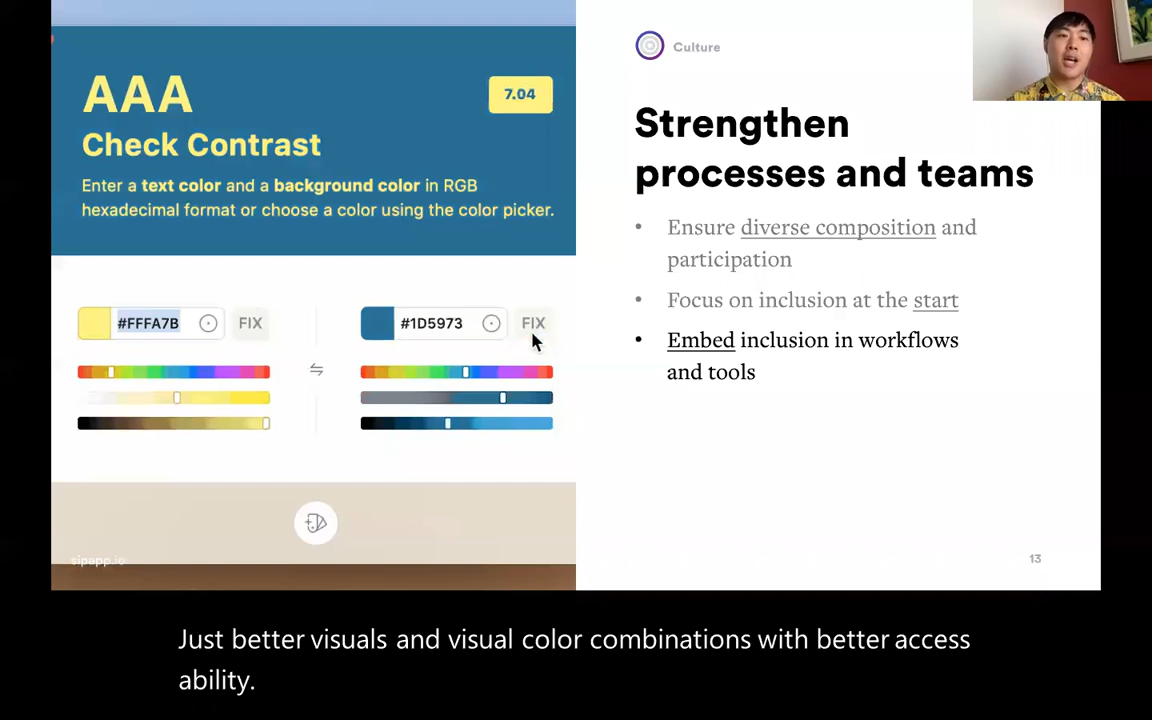 AAA
7.04
Check Contrast
Enter a text color and a background color in RGB
hexadecimal format or choose a color using the color picker.
#FFFA7B
FIX
#1D5973
FIX
sipapp.io
Culture
Strengthen
processes and teams
• Ensure diverse composition and
participation
• Focus on inclusion at the start
• Embed inclusion in workflows
and tools
13
Just better visuals and visual color combinations with better access
ability.